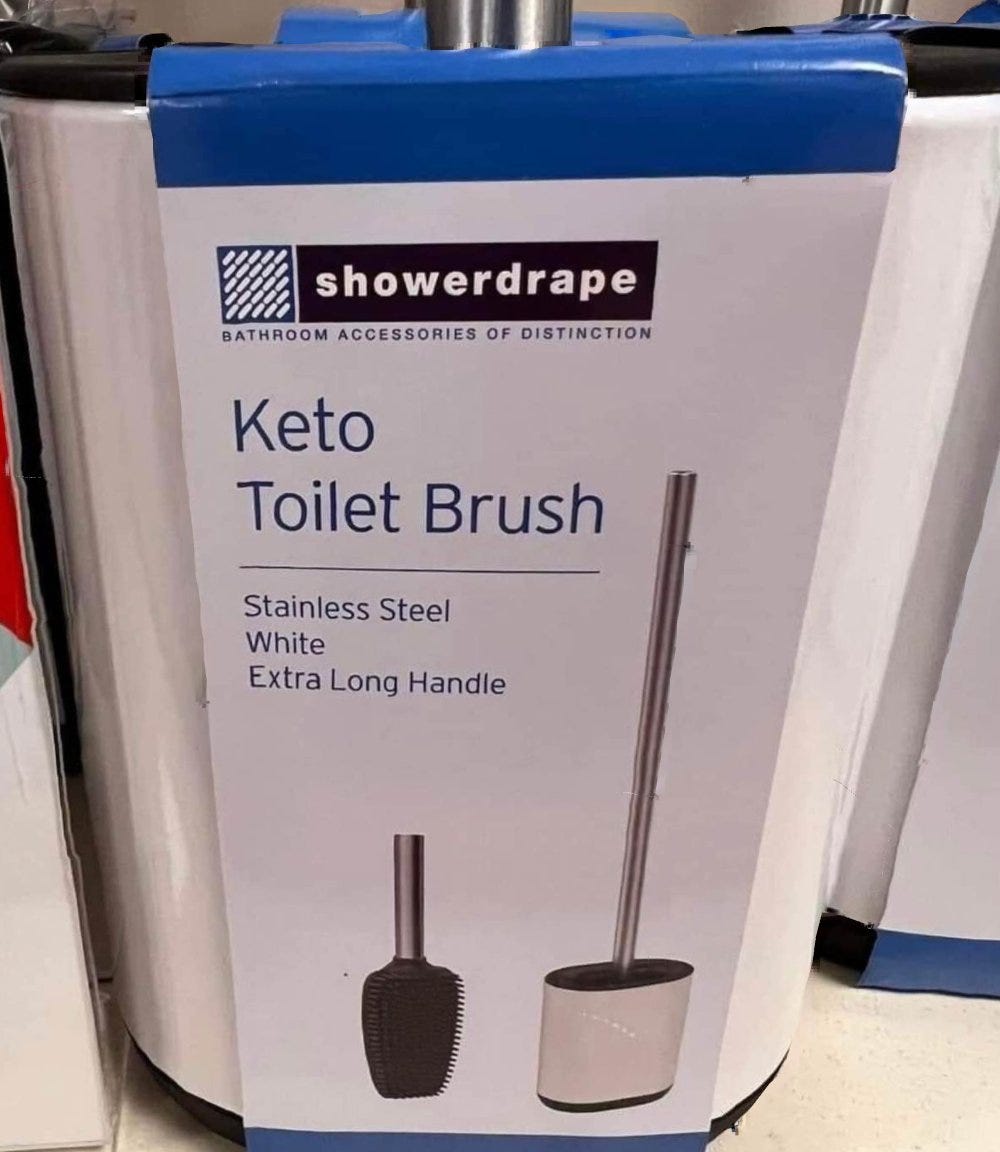 showerdrape
BATHROOM ACCESSORIES OF DISTINCTION
Keto
Toilet Brush
Stainless Steel
White
Extra Long Handle